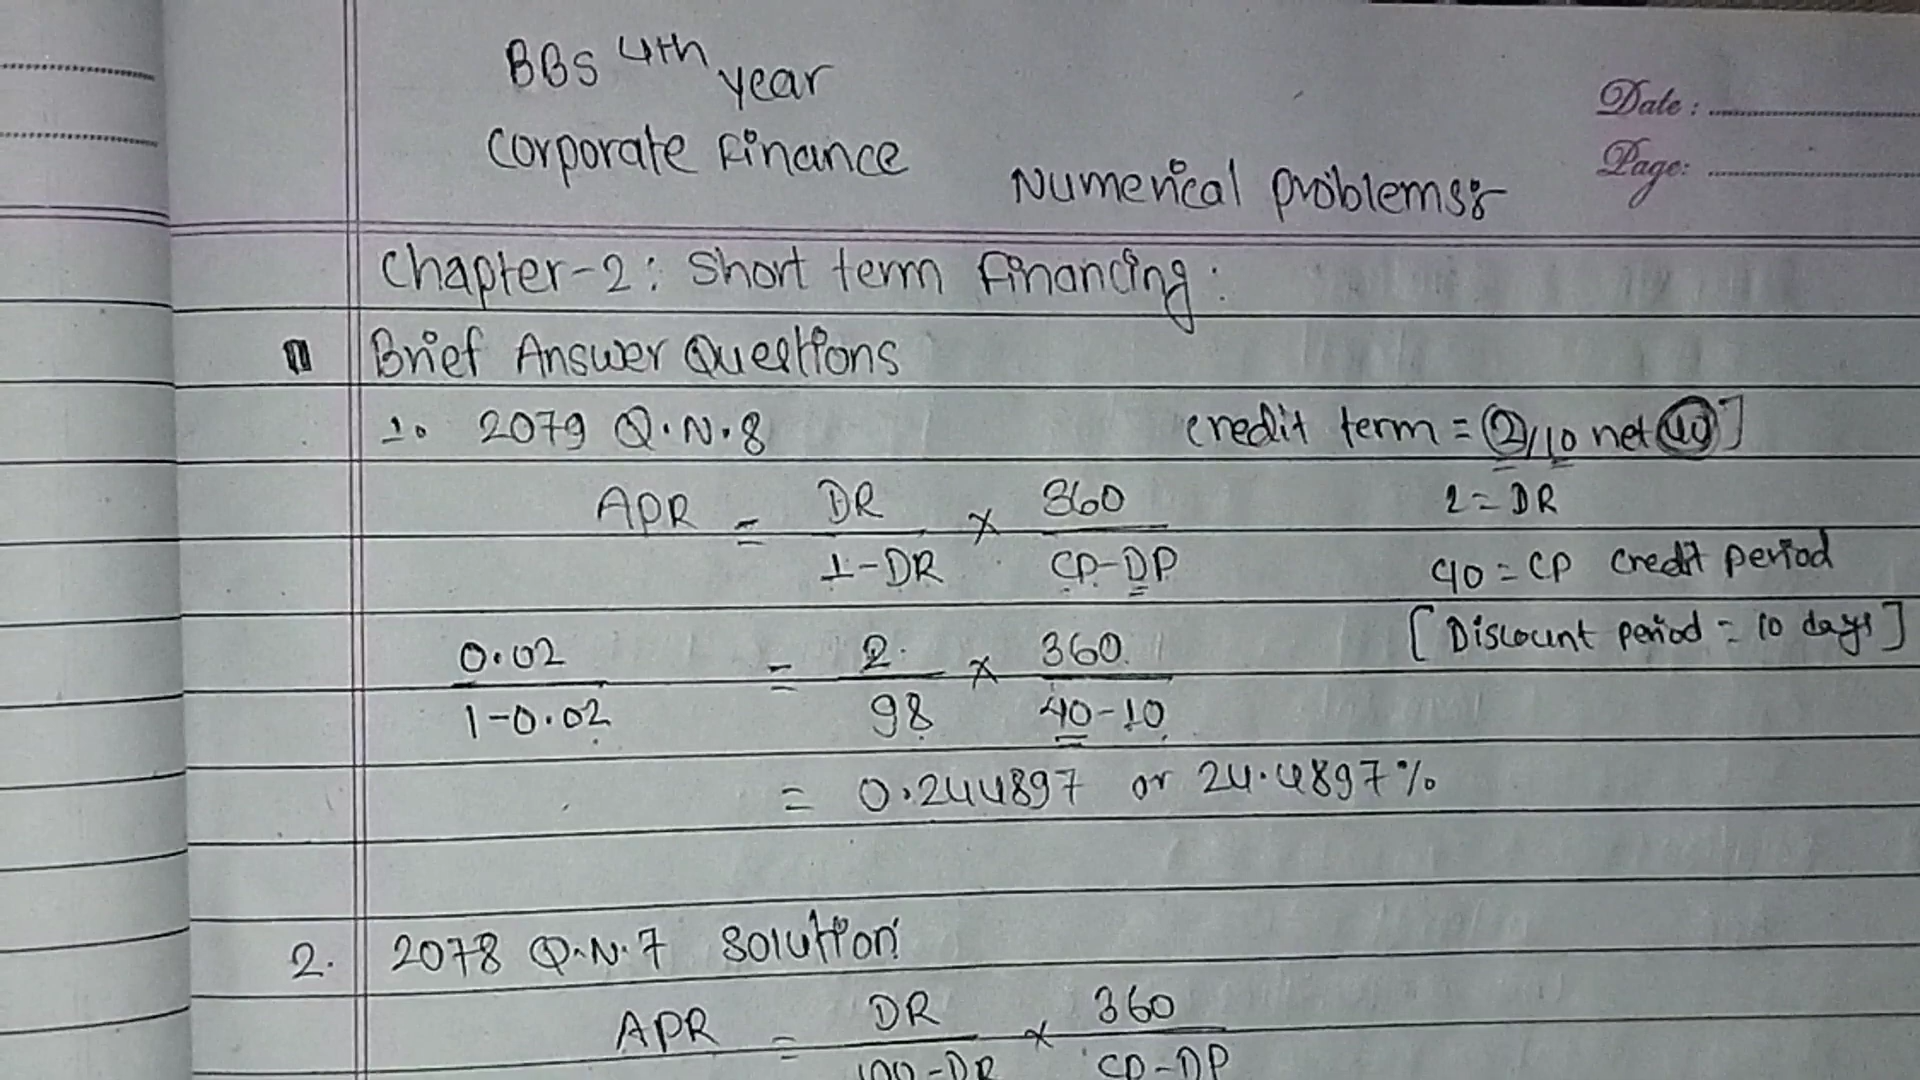 BBS 4th year
Corporate Finance
Numerical problems:-
Date : ....................
Page: ....................
Chapter-2: Short term Financing:
Brief Answer Questions
1. 2079 Q.N.8 credit term = 2/10 net 40]
APR = DR / 1-DR × 360 / CP-DP
2 = DR
40 = CP credit period
[Discount period = 10 days]
0.02 / 1-0.02 = 2 / 98 × 360 / 40-10
= 0.244897 or 24.4897%
2. 2078 Q.N.7 Solution:
APR = DR / 100-DR × 360 / CP-DP